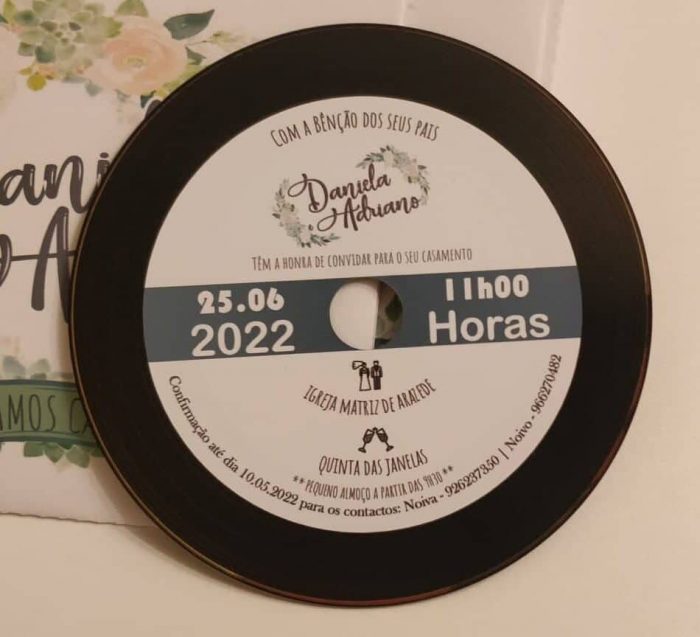 COM A BÊNÇÃO DOS SEUS PAIS
Daniela
e Adriano
TÊM A HONRA DE CONVIDAR PARA O SEU CASAMENTO
25.06
2022
11h00
Horas
IGREJA MATRIZ DE ARAZEDE
QUINTA DAS JANELAS
** PEQUENO ALMOÇO A PARTIR DAS 9H30 **
Confirmação até dia 10.05.2022 para os contactos: Noiva - 926237350 | Noivo - 966270482